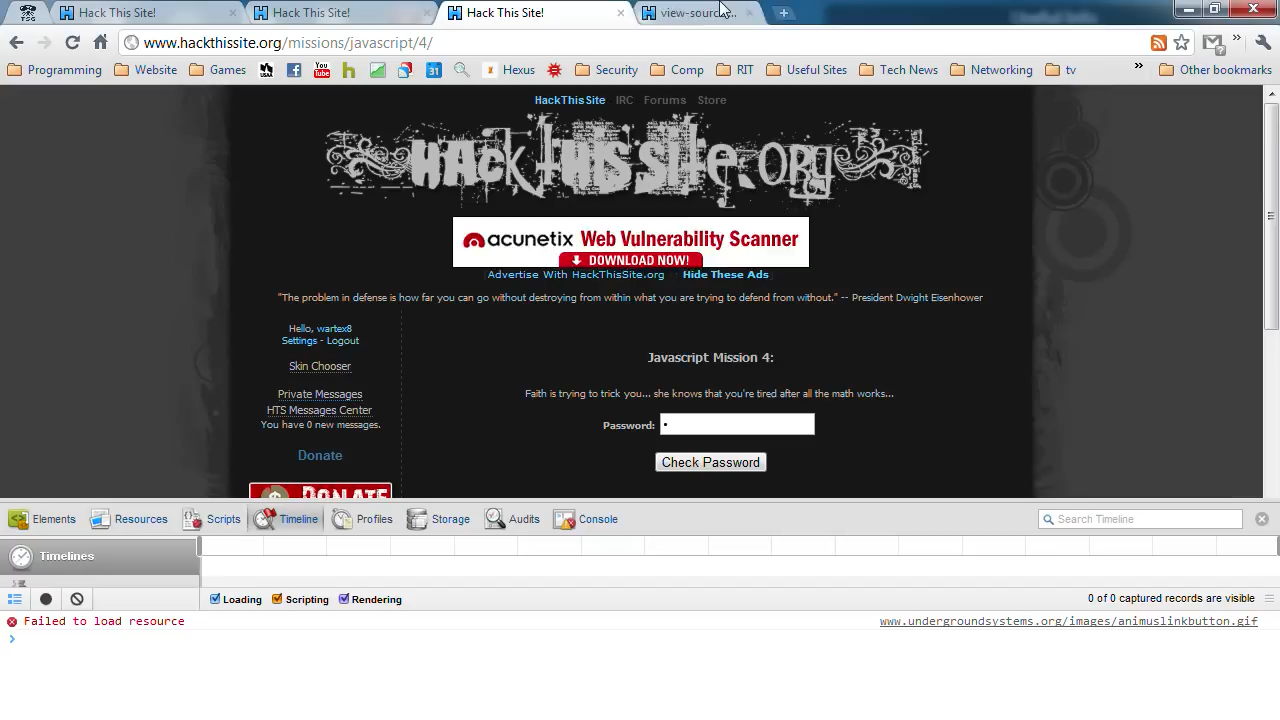 Hack This Site!
Hack This Site!
Hack This Site!
view-sourc...
www.hackthissite.org/missions/javascript/4/
Programming Website Games Hexus Security Comp RIT Useful Sites Tech News Networking tv » Other bookmarks
HackThisSite IRC Forums Store
HACK THIS SITE.ORG
acunetix Web Vulnerability Scanner
DOWNLOAD NOW!
Advertise With HackThisSite.org Hide These Ads
"The problem in defense is how far you can go without destroying from within what you are trying to defend from without." -- President Dwight Eisenhower
Hello, wartex8
Settings - Logout
Skin Chooser
Private Messages
HTS Messages Center
You have 0 new messages.
Donate
DONATE
Javascript Mission 4:
Faith is trying to trick you... she knows that you're tired after all the math works...
Password: •
Check Password
Elements Resources Scripts Timeline Profiles Storage Audits Console Search Timeline
Timelines
Loading Scripting Rendering 0 of 0 captured records are visible
Failed to load resource www.undergroundsystems.org/images/animuslinkbutton.gif
>